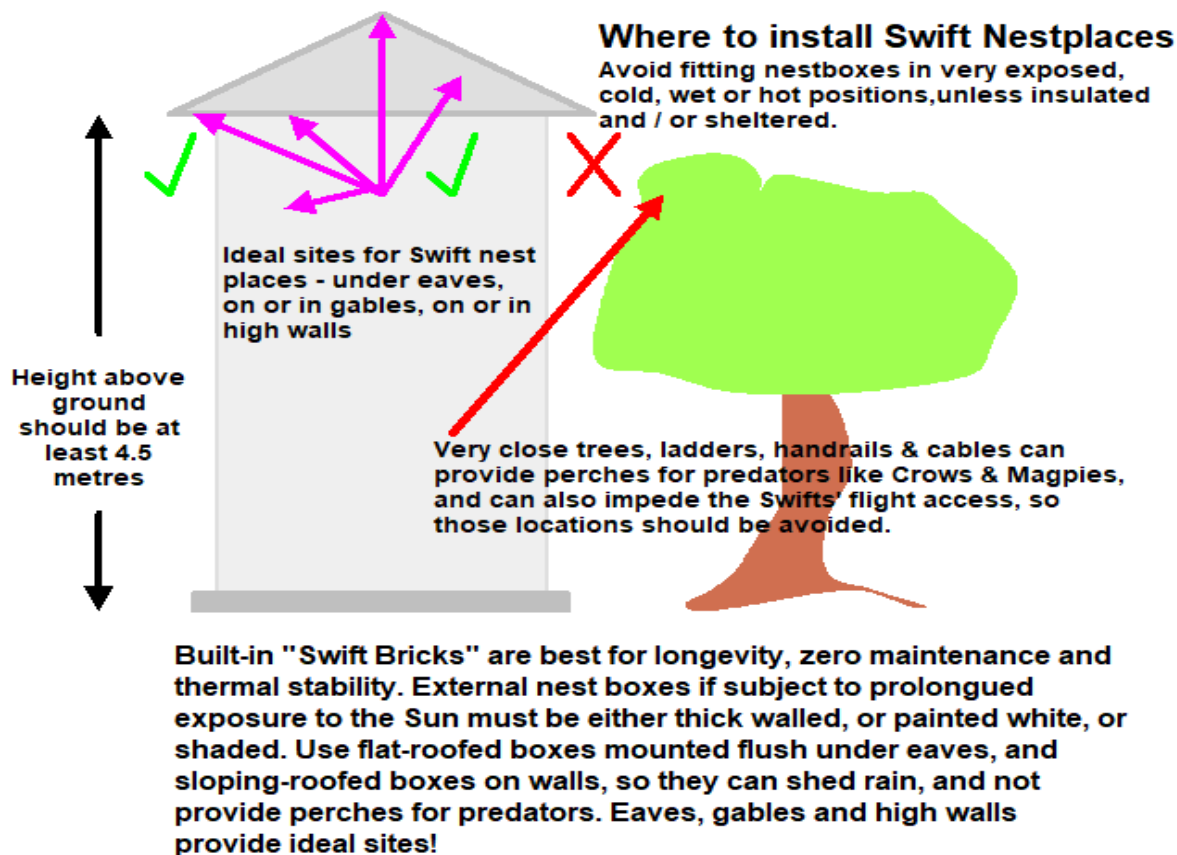 Where to install Swift Nestplaces
Avoid fitting nestboxes in very exposed,
cold, wet or hot positions,unless insulated
and / or sheltered.
Ideal sites for Swift nest
places - under eaves,
on or in gables, on or in
high walls
Height above
ground
should be at
least 4.5
metres
Very close trees, ladders, handrails & cables can
provide perches for predators like Crows & Magpies,
and can also impede the Swifts' flight access, so
those locations should be avoided.
Built-in "Swift Bricks" are best for longevity, zero maintenance and
thermal stability. External nest boxes if subject to prolongued
exposure to the Sun must be either thick walled, or painted white, or
shaded. Use flat-roofed boxes mounted flush under eaves, and
sloping-roofed boxes on walls, so they can shed rain, and not
provide perches for predators. Eaves, gables and high walls
provide ideal sites!